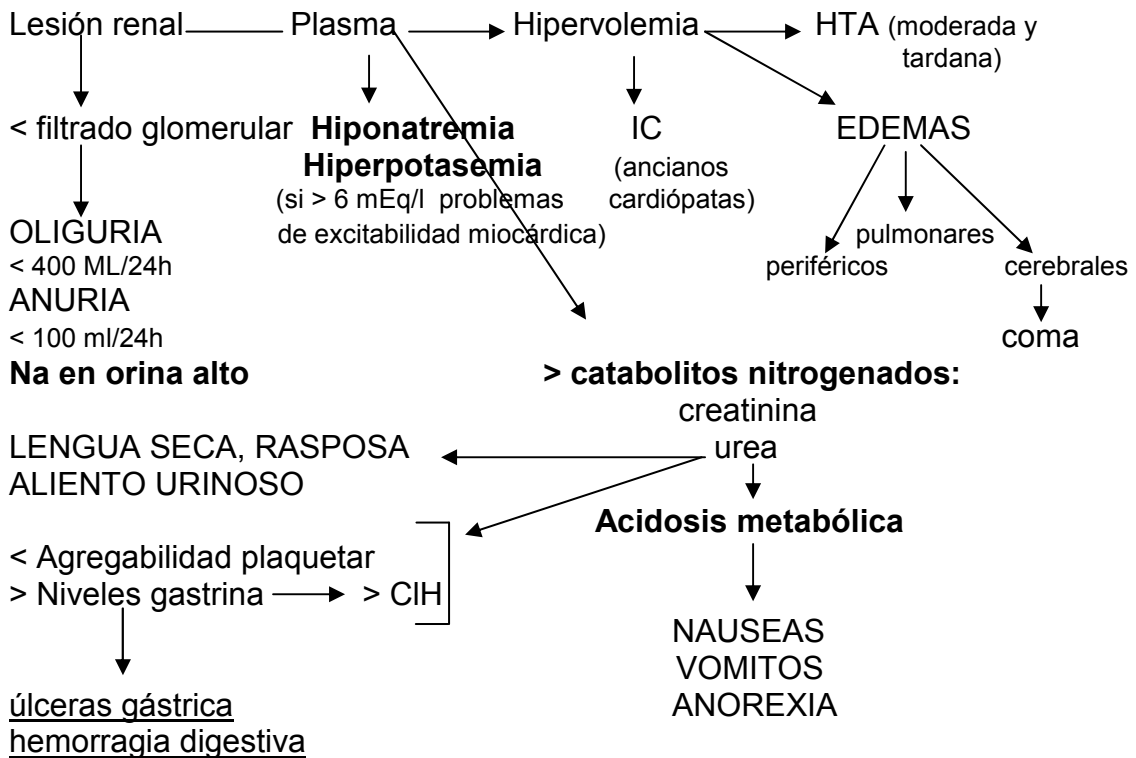 Lesión renal Plasma Hipervolemia HTA (moderada y
tardana)
< filtrado glomerular Hiponatremia IC EDEMAS
Hiperpotasemia (ancianos
(si > 6 mEq/l problemas cardiópatas)
de excitabilidad miocárdica)
OLIGURIA pulmonares
< 400 ML/24h periféricos cerebrales
ANURIA
< 100 ml/24h coma
Na en orina alto > catabolitos nitrogenados:
creatinina
LENGUA SECA, RASPOSA urea
ALIENTO URINOSO
Acidosis metabólica
< Agregabilidad plaquetar
> Niveles gastrina > ClH
NAUSEAS
VOMITOS
ANOREXIA
úlceras gástrica
hemorragia digestiva